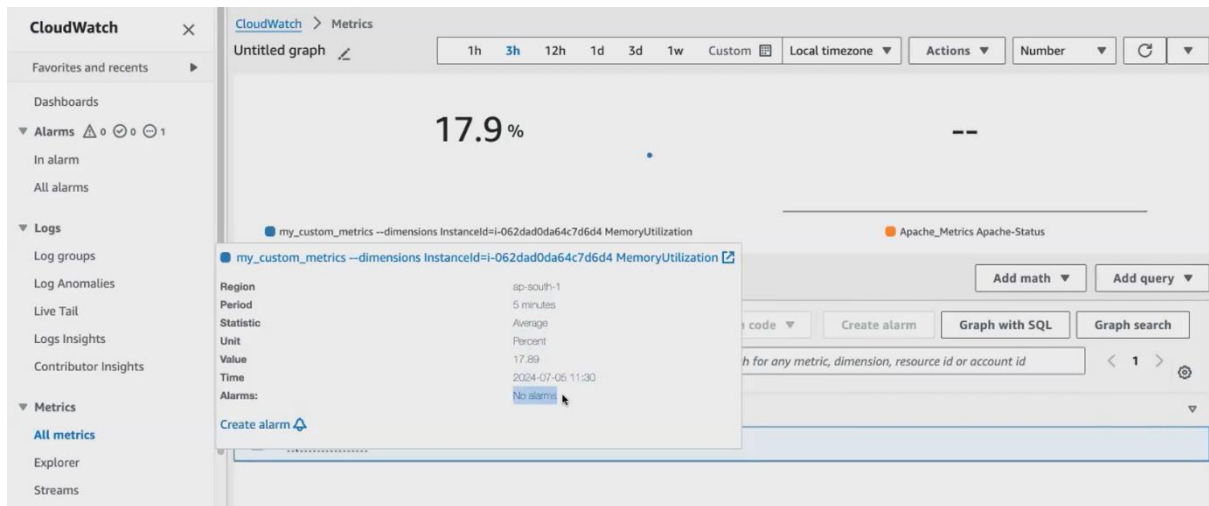 CloudWatch
CloudWatch > Metrics
Favorites and recents
Dashboards
Alarms 0 0 1
In alarm
All alarms
Logs
Log groups
Log Anomalies
Live Tail
Logs Insights
Contributor Insights
Metrics
All metrics
Explorer
Streams
Untitled graph
1h 3h 12h 1d 3d 1w Custom Local timezone Actions Number
17.9 %
--
my_custom_metrics --dimensions InstanceId=i-062dad0da64c7d6d4 MemoryUtilization
Apache_Metrics Apache-Status
my_custom_metrics --dimensions InstanceId=i-062dad0da64c7d6d4 MemoryUtilization
Region ap-south-1
Period 5 minutes
Statistic Average
Unit Percent
Value 17.89
Time 2024-07-05 11:30
Alarms: No alarms
Create alarm
Add math Add query
code Create alarm Graph with SQL Graph search
h for any metric, dimension, resource id or account id
< 1 >